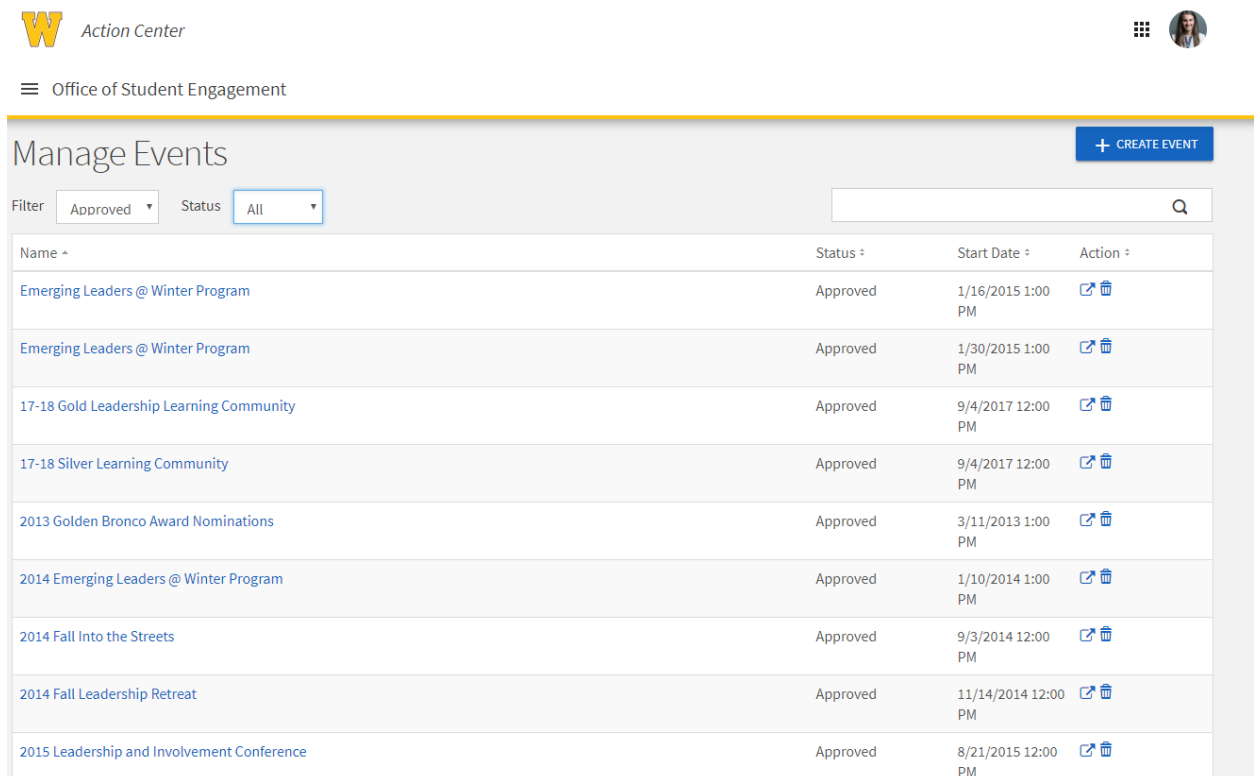 W Action Center
Office of Student Engagement
Manage Events
+ CREATE EVENT
Filter Approved Status All
Name Status Start Date Action
Emerging Leaders @ Winter Program Approved 1/16/2015 1:00
PM
Emerging Leaders @ Winter Program Approved 1/30/2015 1:00
PM
17-18 Gold Leadership Learning Community Approved 9/4/2017 12:00
PM
17-18 Silver Learning Community Approved 9/4/2017 12:00
PM
2013 Golden Bronco Award Nominations Approved 3/11/2013 1:00
PM
2014 Emerging Leaders @ Winter Program Approved 1/10/2014 1:00
PM
2014 Fall Into the Streets Approved 9/3/2014 12:00
PM
2014 Fall Leadership Retreat Approved 11/14/2014 12:00
PM
2015 Leadership and Involvement Conference Approved 8/21/2015 12:00
PM